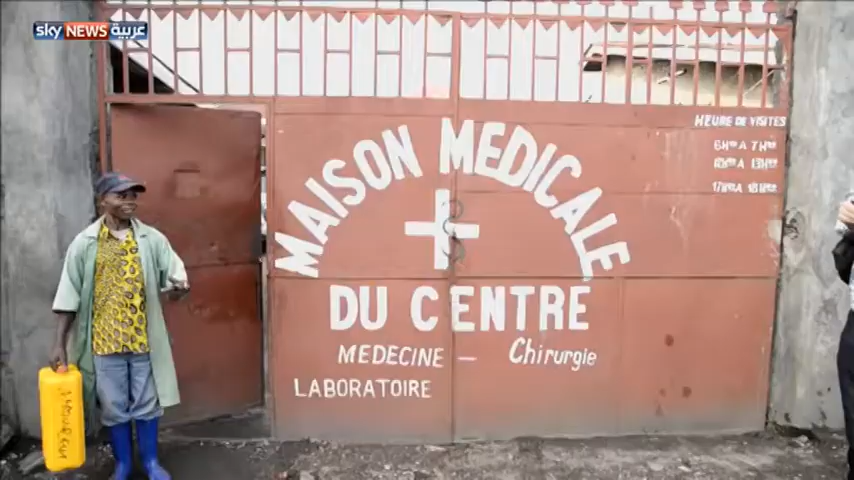 sky NEWS عربية
MAISON MEDICALE
DU CENTRE
MEDECINE - Chirurgie
LABORATOIRE
HEURE DE VISITES